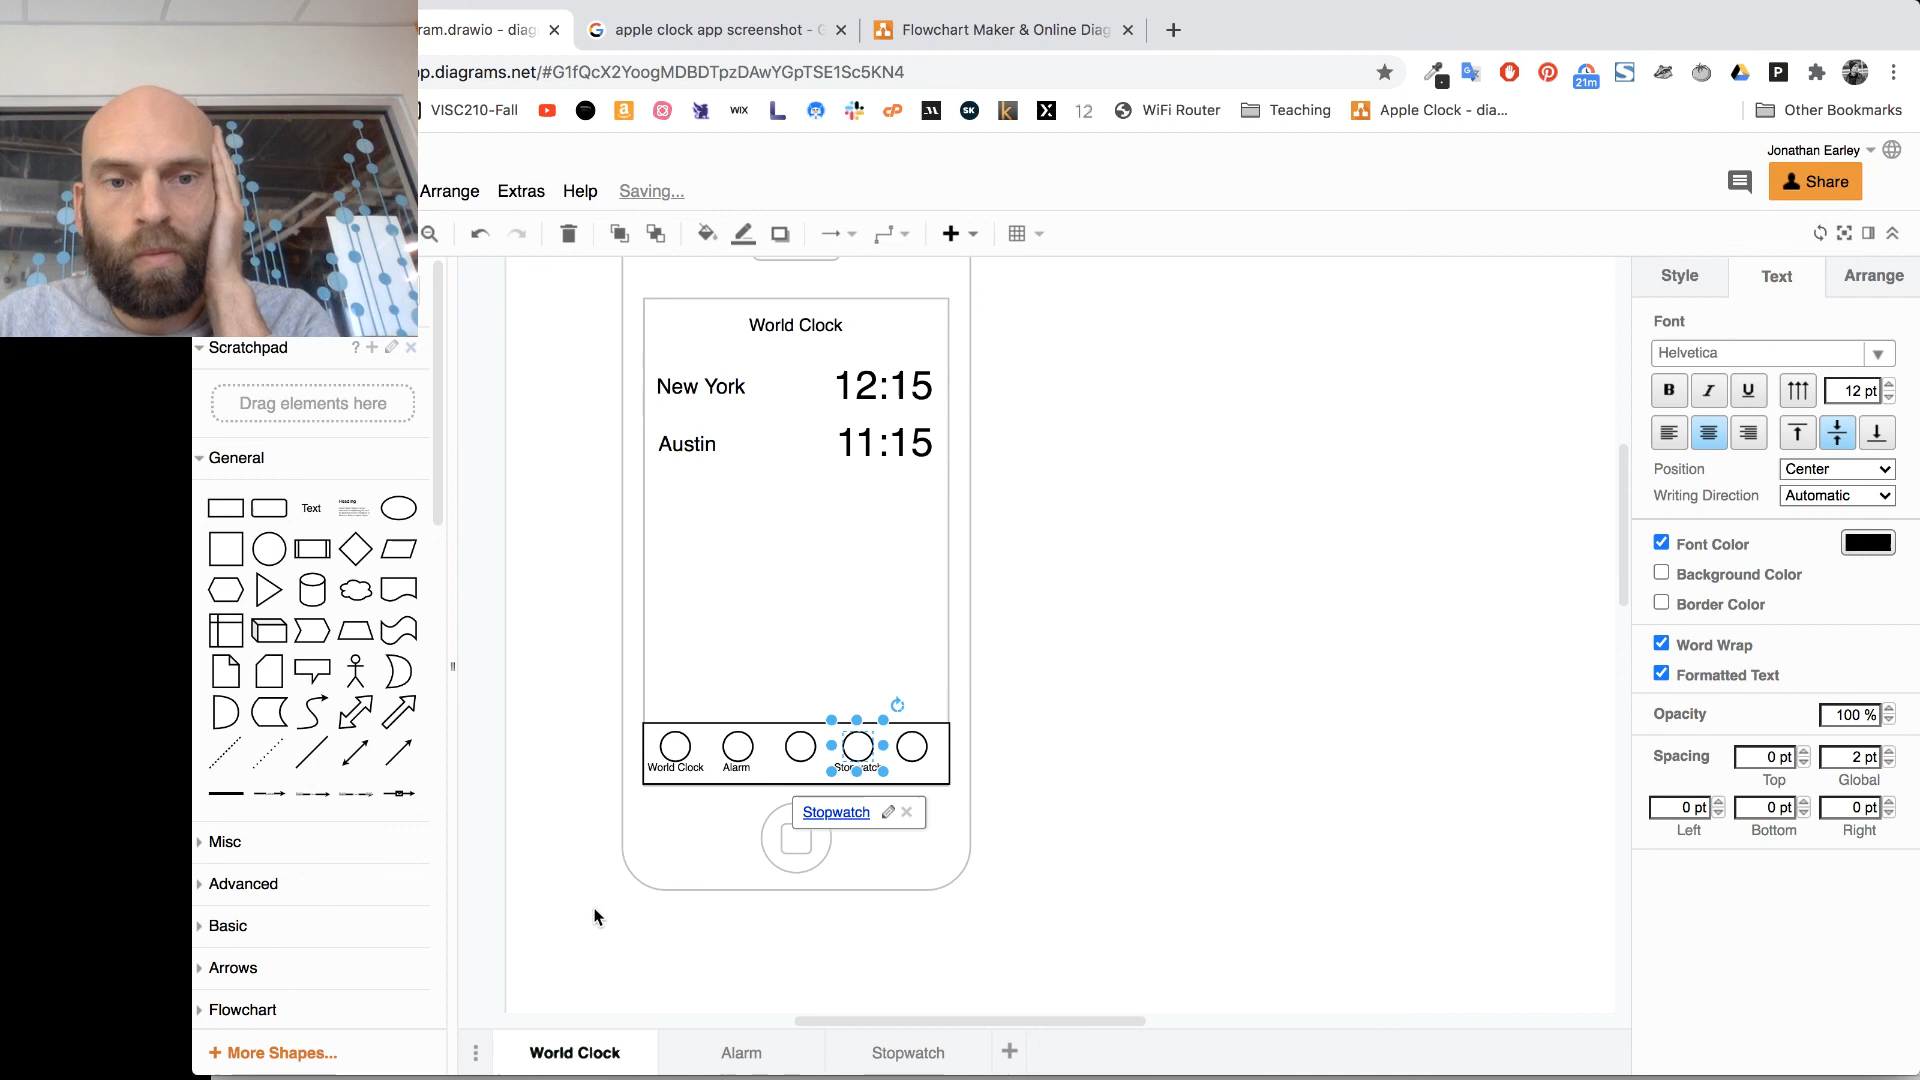 ram.drawio - diag
apple clock app screenshot - G
Flowchart Maker & Online Diag
p.diagrams.net/#G1fQcX2YoogMDBDTpzDAwYGpTSE1Sc5KN4
21m
P
VISC210-Fall
WiX
SK
12
WiFi Router
Teaching
Apple Clock - dia...
Other Bookmarks
Jonathan Earley
Share
Arrange
Extras
Help
Saving...
Style
Text
Arrange
Scratchpad
Drag elements here
General
Text
Heading
Misc
Advanced
Basic
Arrows
Flowchart
+ More Shapes...
World Clock
New York
12:15
Austin
11:15
World Clock
Alarm
Stopwatch
Stopwatch
World Clock
Alarm
Stopwatch
Font
Helvetica
B
I
U
12 pt
Position
Center
Writing Direction
Automatic
Font Color
Background Color
Border Color
Word Wrap
Formatted Text
Opacity
100 %
Spacing
0 pt
2 pt
Top
Global
0 pt
0 pt
0 pt
Left
Bottom
Right